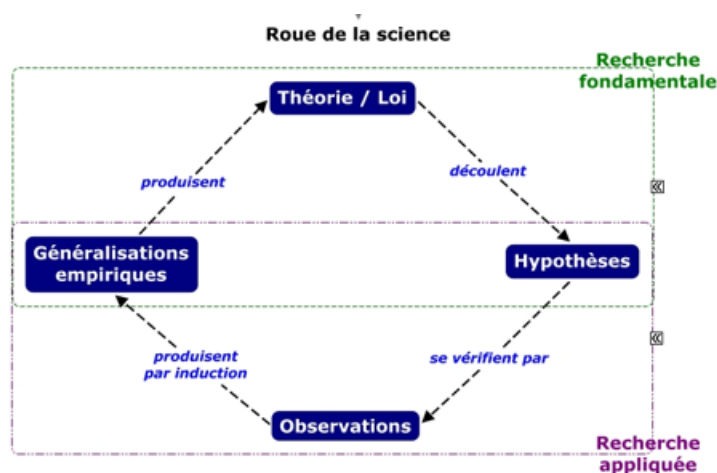 Roue de la science
Recherche
fondamentale
Théorie / Loi
produisent
découlent
Généralisations
empiriques
Hypothèses
produisent
par induction
se vérifient par
Observations
Recherche
appliquée